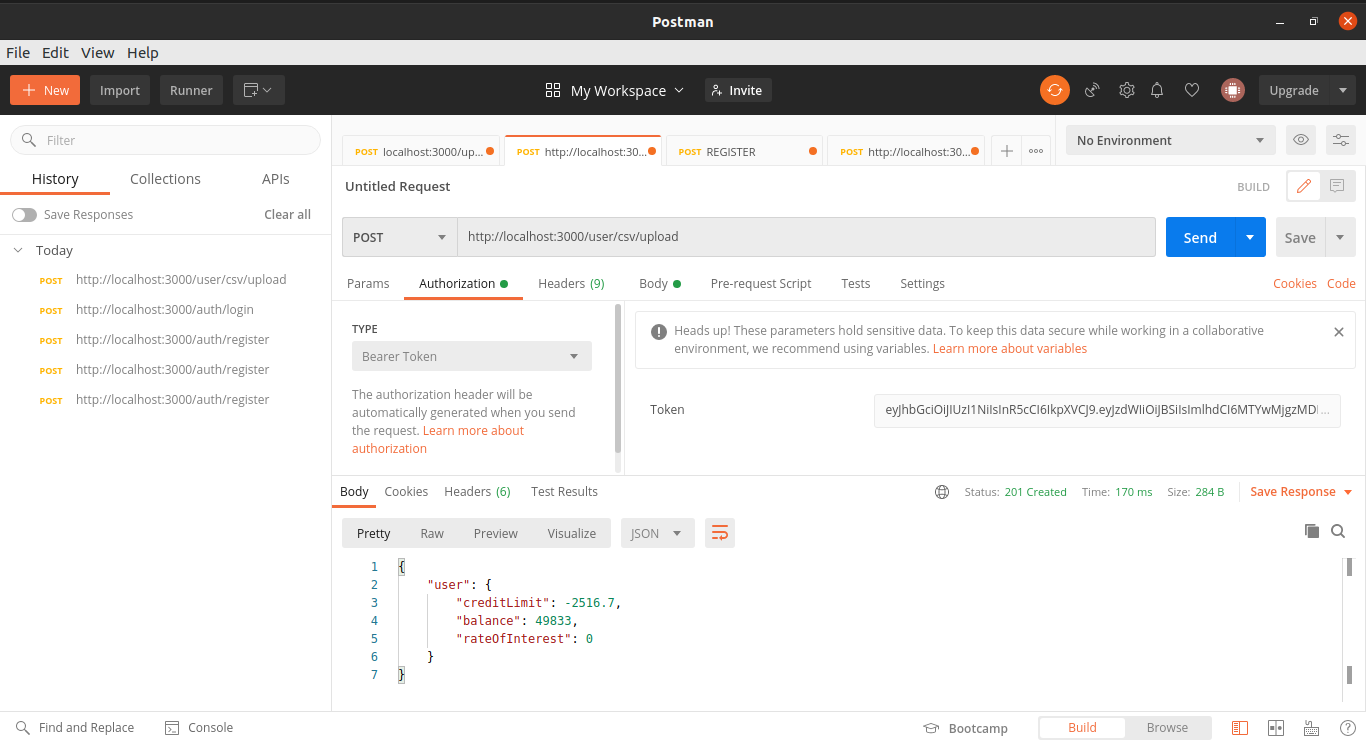 Postman
File Edit View Help
New Import Runner My Workspace Invite Upgrade
Filter
History Collections APIs
Save Responses Clear all
Today
POST http://localhost:3000/user/csv/upload
POST http://localhost:3000/auth/login
POST http://localhost:3000/auth/register
POST http://localhost:3000/auth/register
POST http://localhost:3000/auth/register
POST localhost:3000/up... POST http://localhost:30... POST REGISTER POST http://localhost:30... No Environment
Untitled Request BUILD
POST http://localhost:3000/user/csv/upload Send Save
Params Authorization Headers (9) Body Pre-request Script Tests Settings Cookies Code
TYPE
Bearer Token
The authorization header will be
automatically generated when you send
the request. Learn more about
authorization
Heads up! These parameters hold sensitive data. To keep this data secure while working in a collaborative
environment, we recommend using variables. Learn more about variables
Token eyJhbGciOiJIUzI1NiIsInR5cCI6IkpXVCJ9.eyJzdWIiOiJBSiIsImlhdCI6MTYwMjgzMD...
Body Cookies Headers (6) Test Results Status: 201 Created Time: 170 ms Size: 284 B Save Response
Pretty Raw Preview Visualize JSON
1 {
2 "user": {
3 "creditLimit": -2516.7,
4 "balance": 49833,
5 "rateOfInterest": 0
6 }
7 }
Find and Replace Console Bootcamp Build Browse